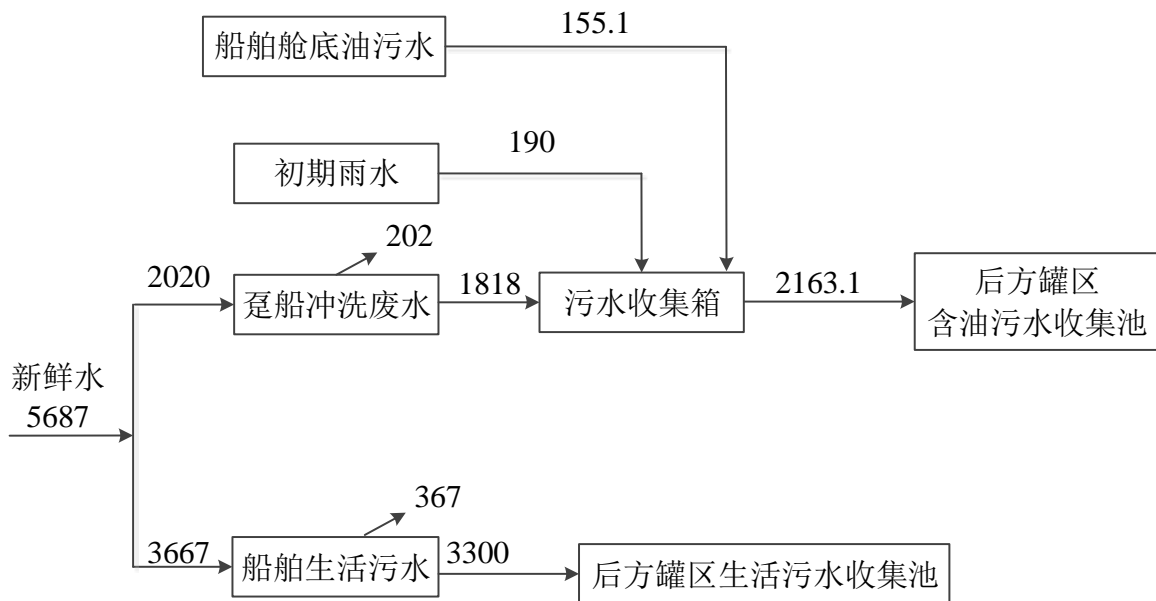 船舶舱底油污水
155.1
初期雨水
190
202
2020
趸船冲洗废水
1818
污水收集箱
2163.1
后方罐区
含油污水收集池
新鲜水
5687
367
3667
船舶生活污水
3300
后方罐区生活污水收集池